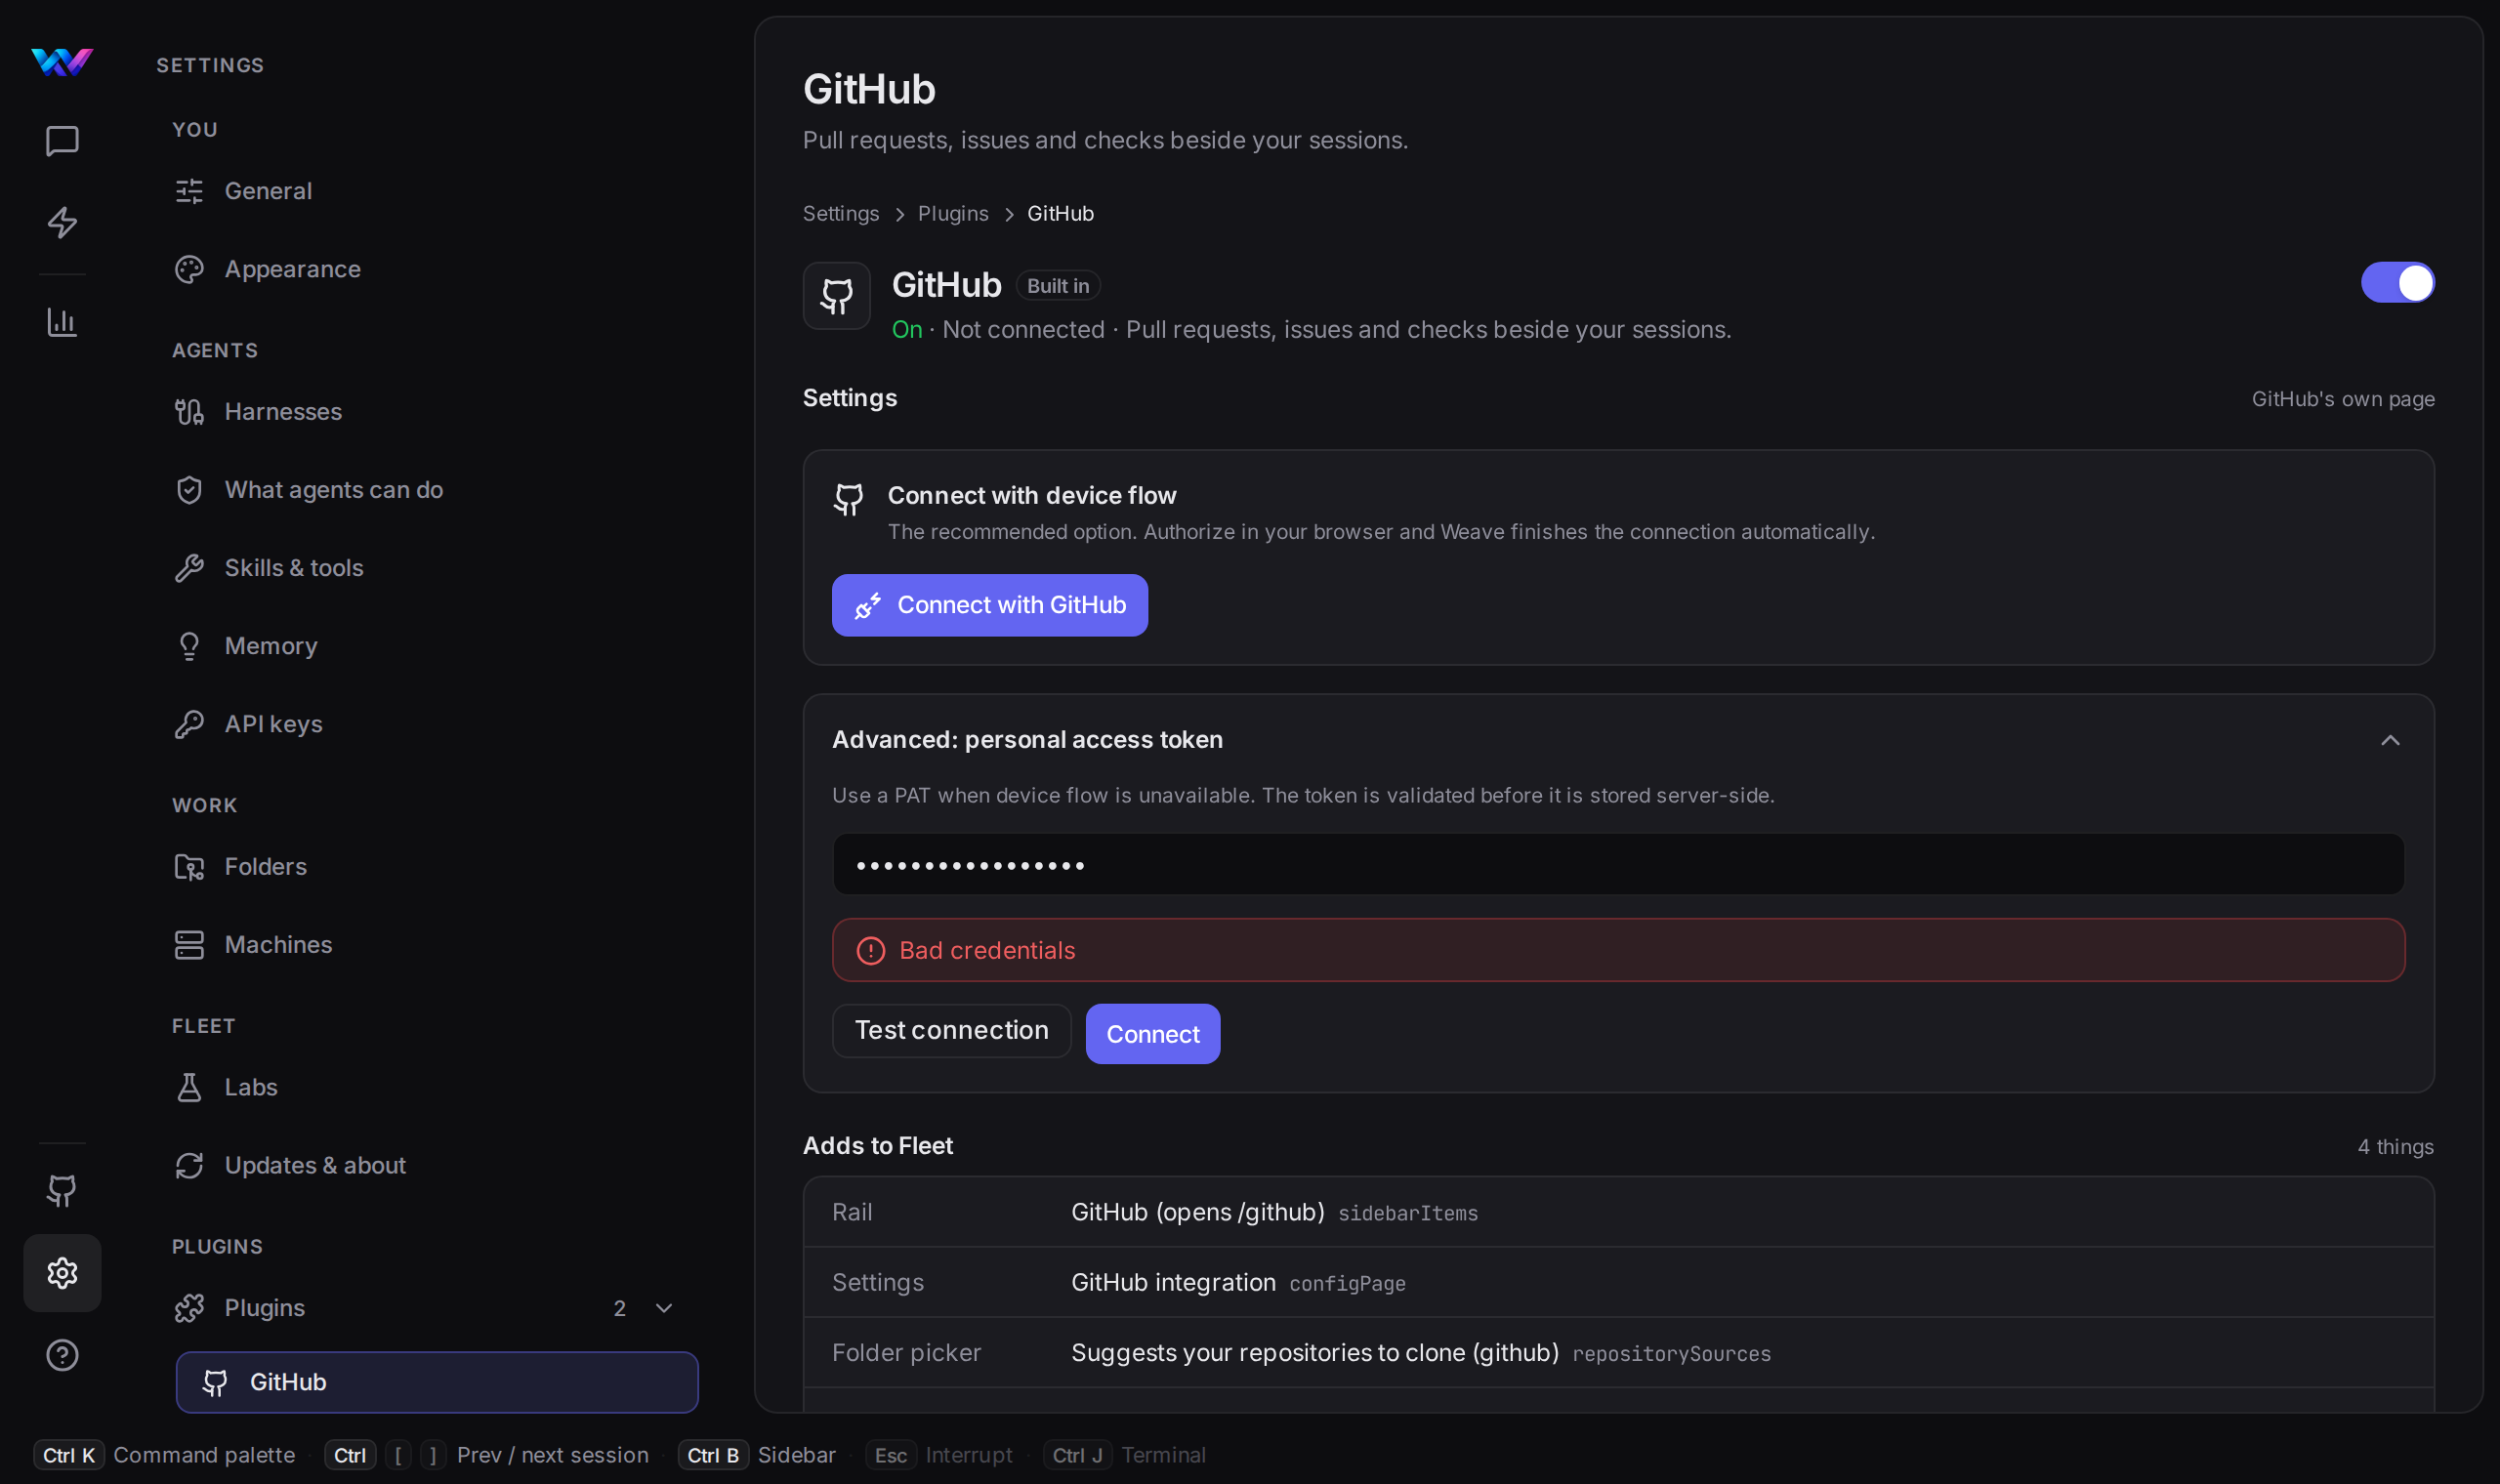 SETTINGS
YOU
General
Appearance
AGENTS
Harnesses
What agents can do
Skills & tools
Memory
API keys
WORK
Folders
Machines
FLEET
Labs
Updates & about
PLUGINS
Plugins 2
GitHub
GitHub
Pull requests, issues and checks beside your sessions.
Settings > Plugins > GitHub
GitHub Built in
On · Not connected · Pull requests, issues and checks beside your sessions.
Settings GitHub's own page
Connect with device flow
The recommended option. Authorize in your browser and Weave finishes the connection automatically.
Connect with GitHub
Advanced: personal access token
Use a PAT when device flow is unavailable. The token is validated before it is stored server-side.
•••••••••••••••••
Bad credentials
Test connection Connect
Adds to Fleet 4 things
Rail GitHub (opens /github) sidebarItems
Settings GitHub integration configPage
Folder picker Suggests your repositories to clone (github) repositorySources
Ctrl K Command palette · Ctrl [ ] Prev / next session · Ctrl B Sidebar · Esc Interrupt · Ctrl J Terminal